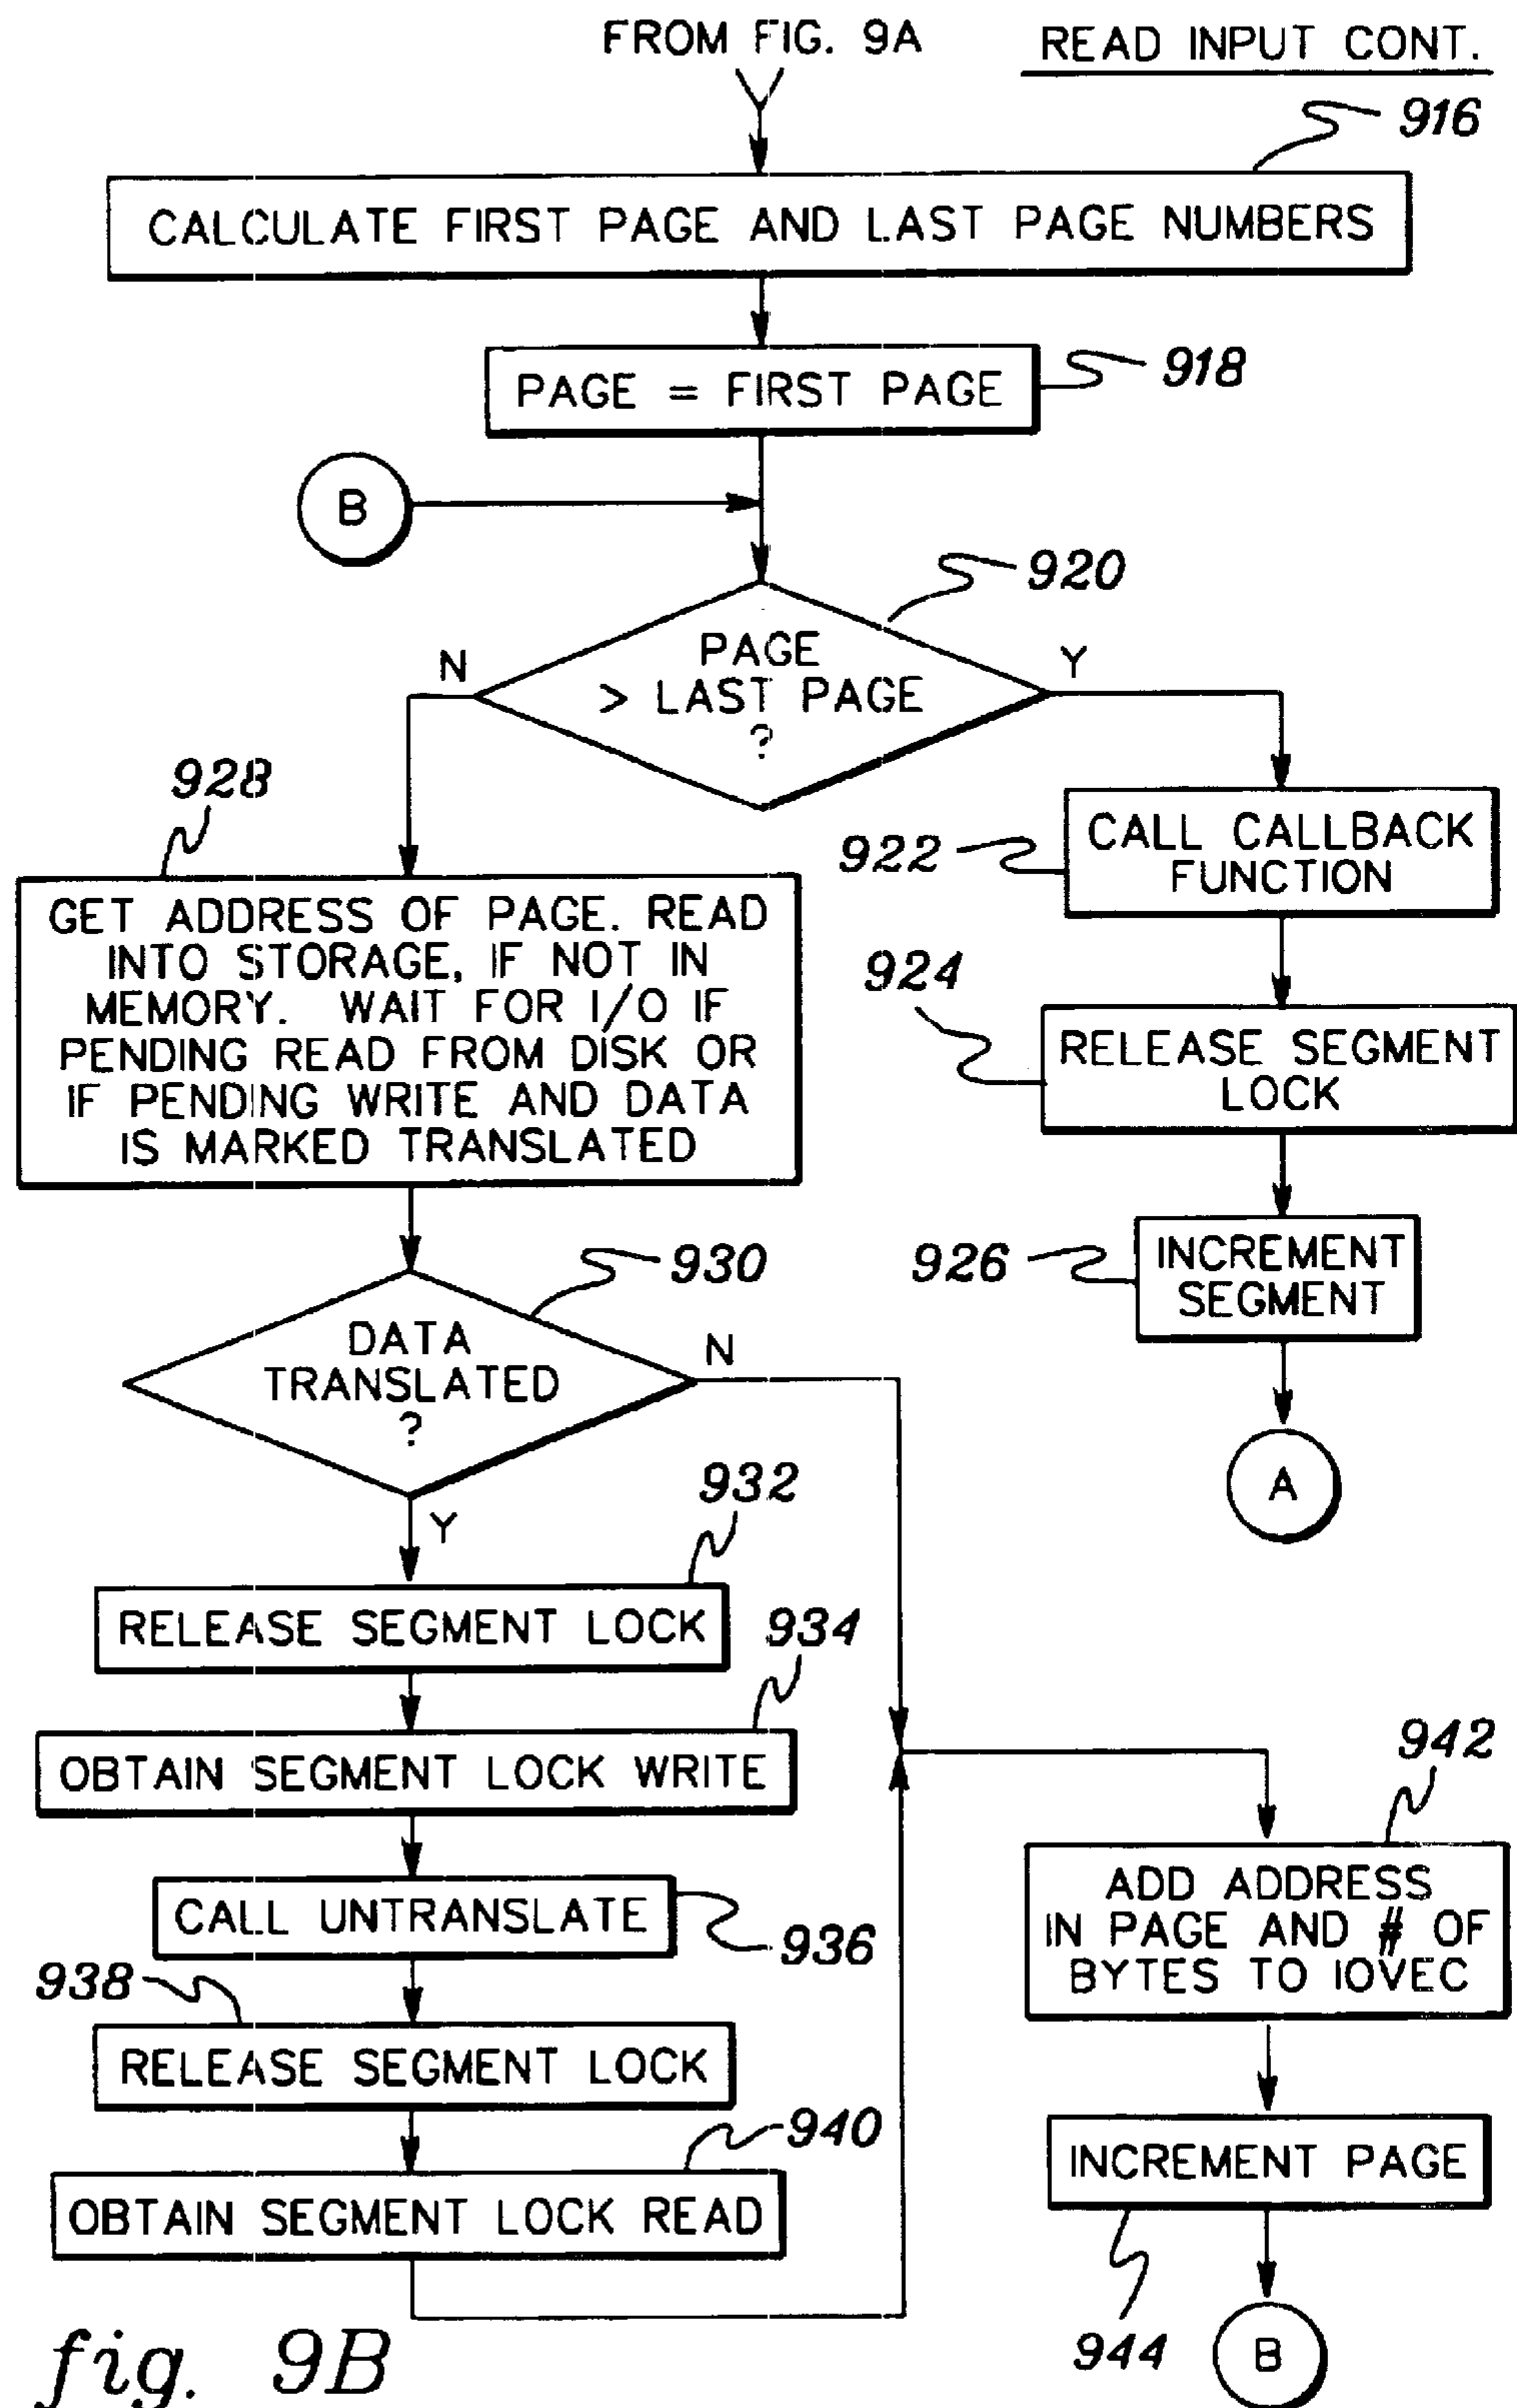 FROM FIG. 9A
READ INPUT CONT.
916
CALCULATE FIRST PAGE AND LAST PAGE NUMBERS
PAGE = FIRST PAGE
918
B
920
PAGE
> LAST PAGE
?
N
Y
928
GET ADDRESS OF PAGE. READ
INTO STORAGE, IF NOT IN
MEMORY. WAIT FOR I/O IF
PENDING READ FROM DISK OR
IF PENDING WRITE AND DATA
IS MARKED TRANSLATED
922
CALL CALLBACK
FUNCTION
924
RELEASE SEGMENT
LOCK
926
INCREMENT
SEGMENT
A
930
DATA
TRANSLATED
?
N
Y
932
RELEASE SEGMENT LOCK
934
OBTAIN SEGMENT LOCK WRITE
CALL UNTRANSLATE
936
938
RELEASE SEGMENT LOCK
940
OBTAIN SEGMENT LOCK READ
942
ADD ADDRESS
IN PAGE AND # OF
BYTES TO IOVEC
INCREMENT PAGE
944
B
fig. 9B